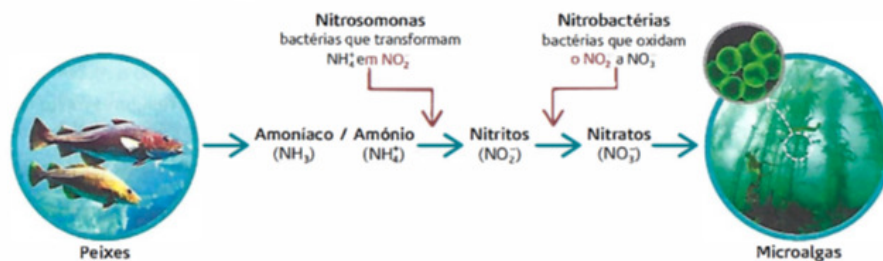 Nitrosomonas
bactérias que transformam
NH₄⁺ em NO₂⁻
Nitrobactérias
bactérias que oxidam
o NO₂⁻ a NO₃⁻
Amoníaco / Amónio
(NH₃) (NH₄⁺)
Nitritos
(NO₂⁻)
Nitratos
(NO₃⁻)
Peixes
Microalgas